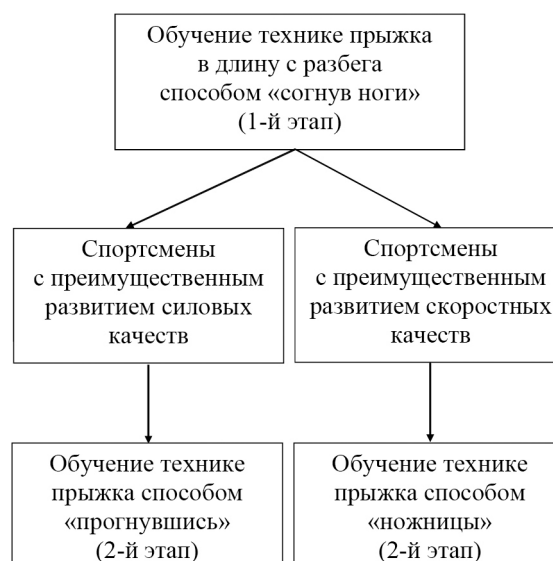 Обучение технике прыжка
в длину с разбега
способом «согнув ноги»
(1-й этап)
Спортсмены
с преимущественным
развитием силовых
качеств
Спортсмены
с преимущественным
развитием скоростных
качеств
Обучение технике
прыжка способом
«прогнувшись»
(2-й этап)
Обучение технике
прыжка способом
«ножницы»
(2-й этап)